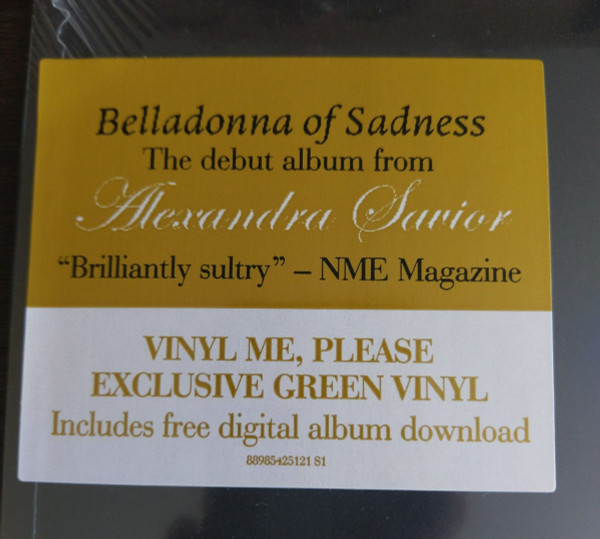 Belladonna of Sadness
The debut album from
Alexandra Savior
“Brilliantly sultry” – NME Magazine
VINYL ME, PLEASE
EXCLUSIVE GREEN VINYL
Includes free digital album download
88985425121 S1